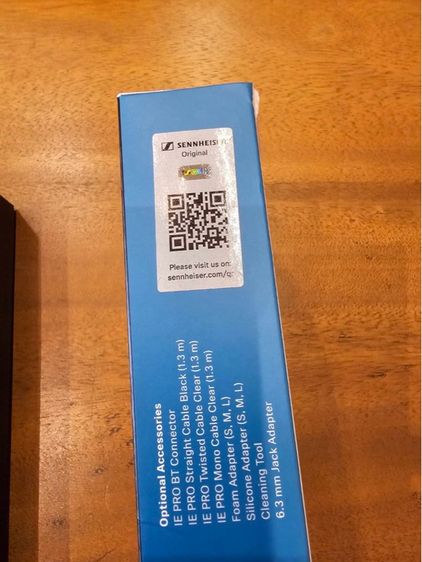 SENNHEISER
Original
Please visit us on:
sennheiser.com/qr
Optional Accessories
IE PRO BT Connector
IE PRO Straight Cable Black (1.3 m)
IE PRO Twisted Cable Clear (1.3 m)
IE PRO Mono Cable Clear (1.3 m)
Foam Adapter (S, M, L)
Silicone Adapter (S, M, L)
Cleaning Tool
6.3 mm Jack Adapter